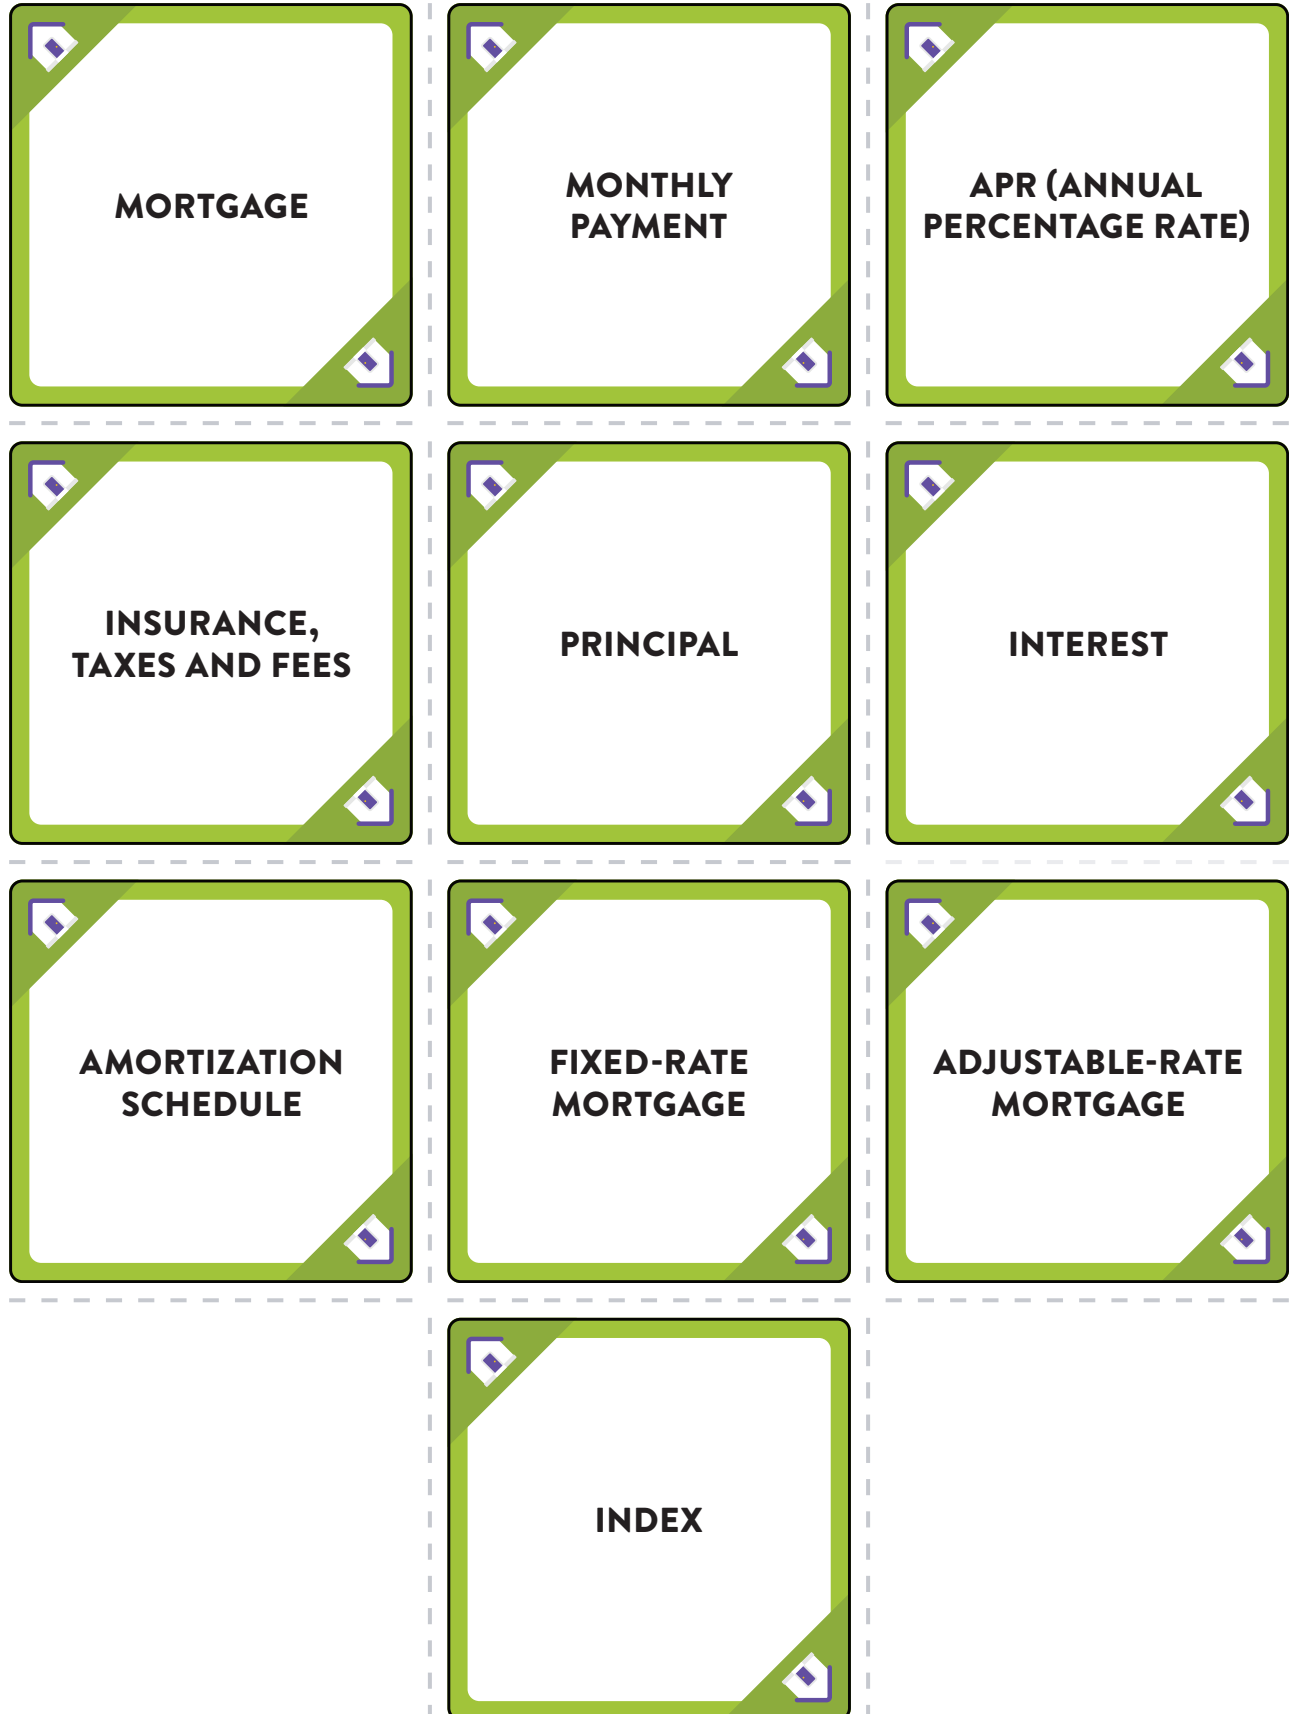 MORTGAGE
MONTHLY
PAYMENT
APR (ANNUAL
PERCENTAGE RATE)
INSURANCE,
TAXES AND FEES
PRINCIPAL
INTEREST
AMORTIZATION
SCHEDULE
FIXED-RATE
MORTGAGE
ADJUSTABLE-RATE
MORTGAGE
INDEX